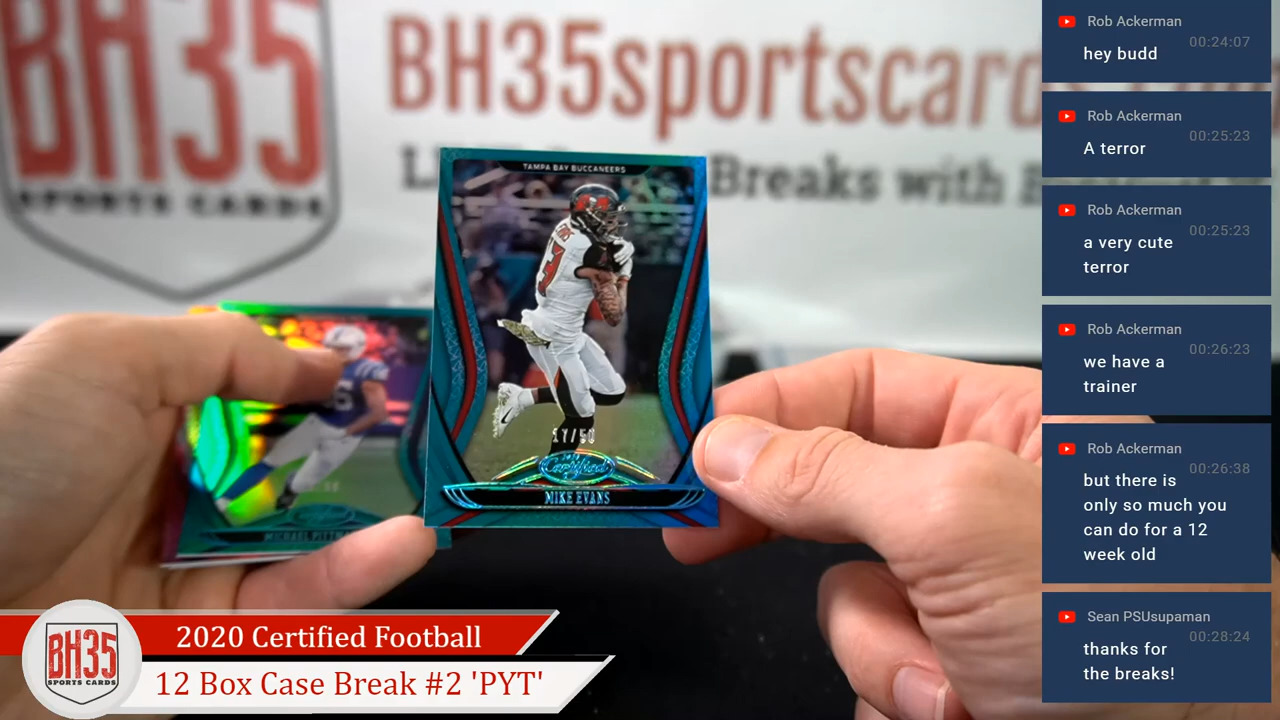 BH35
SPORTS CARDS
BH35sportscards
Breaks with
TAMPA BAY BUCCANEERS
17/50
Certified
MIKE EVANS
MICHAEL
2020 Certified Football
12 Box Case Break #2 'PYT'
BH35
SPORTS CARDS
Rob Ackerman
00:24:07
hey budd
Rob Ackerman
00:25:23
A terror
Rob Ackerman
00:25:23
a very cute
terror
Rob Ackerman
00:26:23
we have a
trainer
Rob Ackerman
00:26:38
but there is
only so much you
can do for a 12
week old
Sean PSUsupaman
00:28:24
thanks for
the breaks!